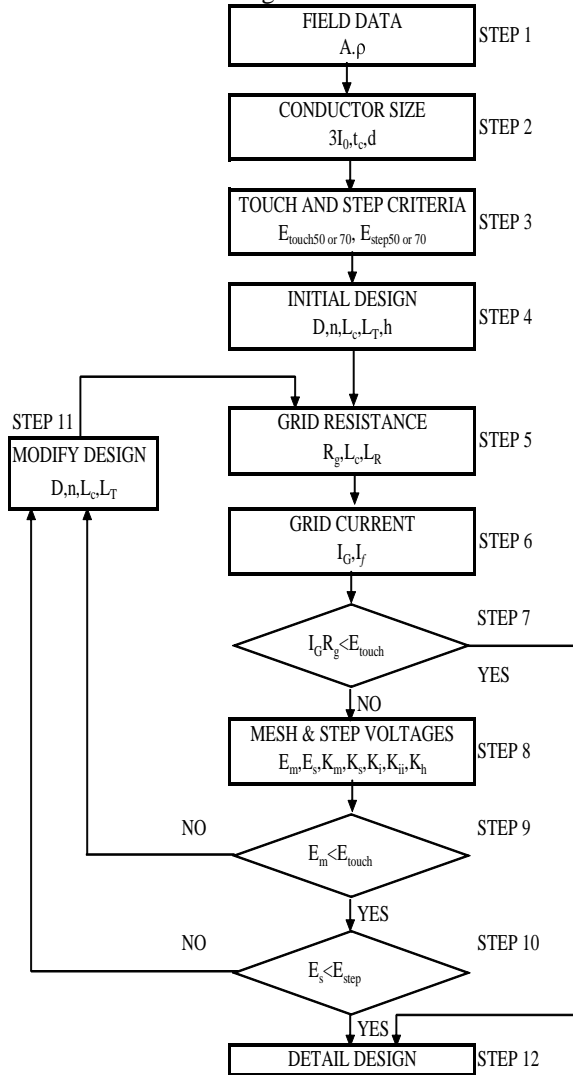 FIELD DATA
A.ρ
STEP 1
CONDUCTOR SIZE
3I0,tc,d
STEP 2
TOUCH AND STEP CRITERIA
Etouch50 or 70, Estep50 or 70
STEP 3
INITIAL DESIGN
D,n,Lc,LT,h
STEP 4
STEP 11
MODIFY DESIGN
D,n,Lc,LT
GRID RESISTANCE
Rg,Lc,LR
STEP 5
GRID CURRENT
IG,If
STEP 6
STEP 7
IGRg<Etouch
YES
NO
MESH & STEP VOLTAGES
Em,Es,Km,Ks,Ki,Kii,Kh
STEP 8
NO
STEP 9
Em<Etouch
YES
NO
STEP 10
Es<Estep
YES
DETAIL DESIGN
STEP 12